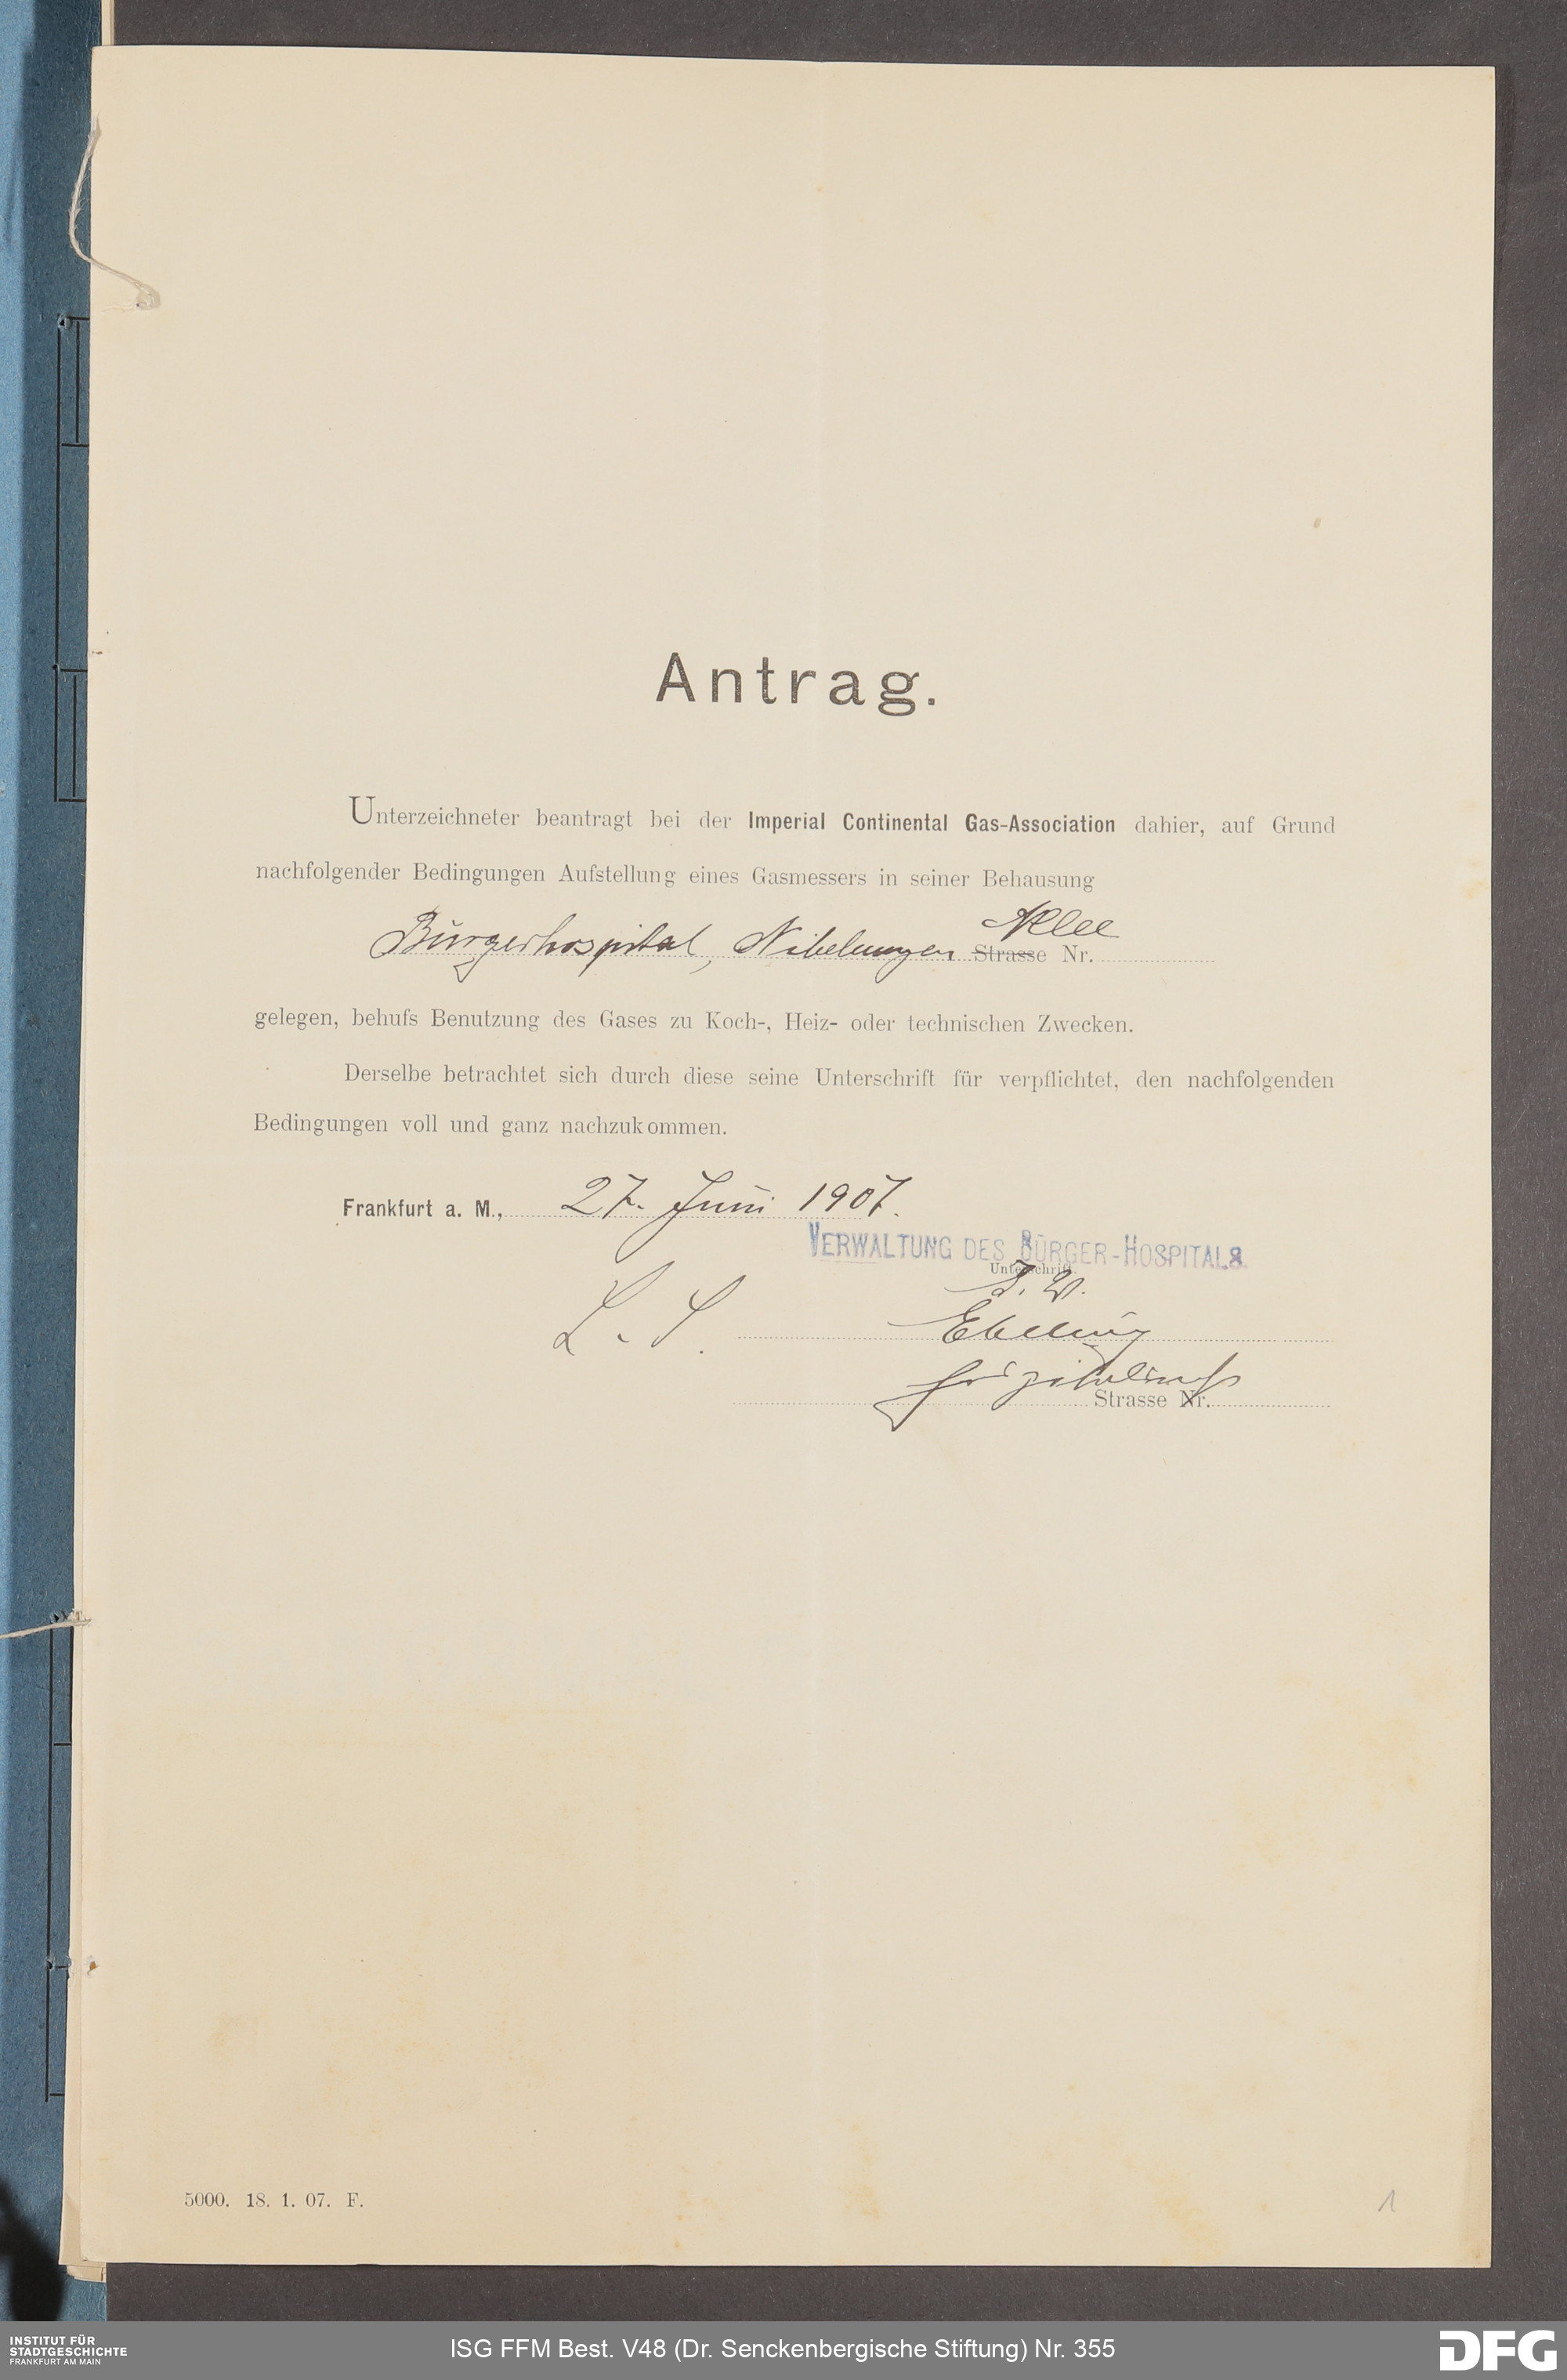 Antrag.
Unterzeichneter beantragt bei der Imperial Continental Gas-Association dahier, auf Grund
nachfolgender Bedingungen Aufstellung eines Gasmessers in seiner Behausung
Allee
Bürgerhospital, Nibelungen Strasse Nr.
gelegen, behufs Benutzung des Gases zu Koch-, Heiz- oder technischen Zwecken.
Derselbe betrachtet sich durch diese seine Unterschrift für verpflichtet, den nachfolgenden
Bedingungen voll und ganz nachzukommen.
Frankfurt a. M., 27. Juni 1907.
VERWALTUNG DES BÜRGER-HOSPITALS.
Unterschrift
L. S.
Ebeling
Strasse Nr.
5000. 18. 1. 07. F.
1
INSTITUT FÜR
STADTGESCHICHTE
FRANKFURT AM MAIN
ISG FFM Best. V48 (Dr. Senckenbergische Stiftung) Nr. 355
DFG